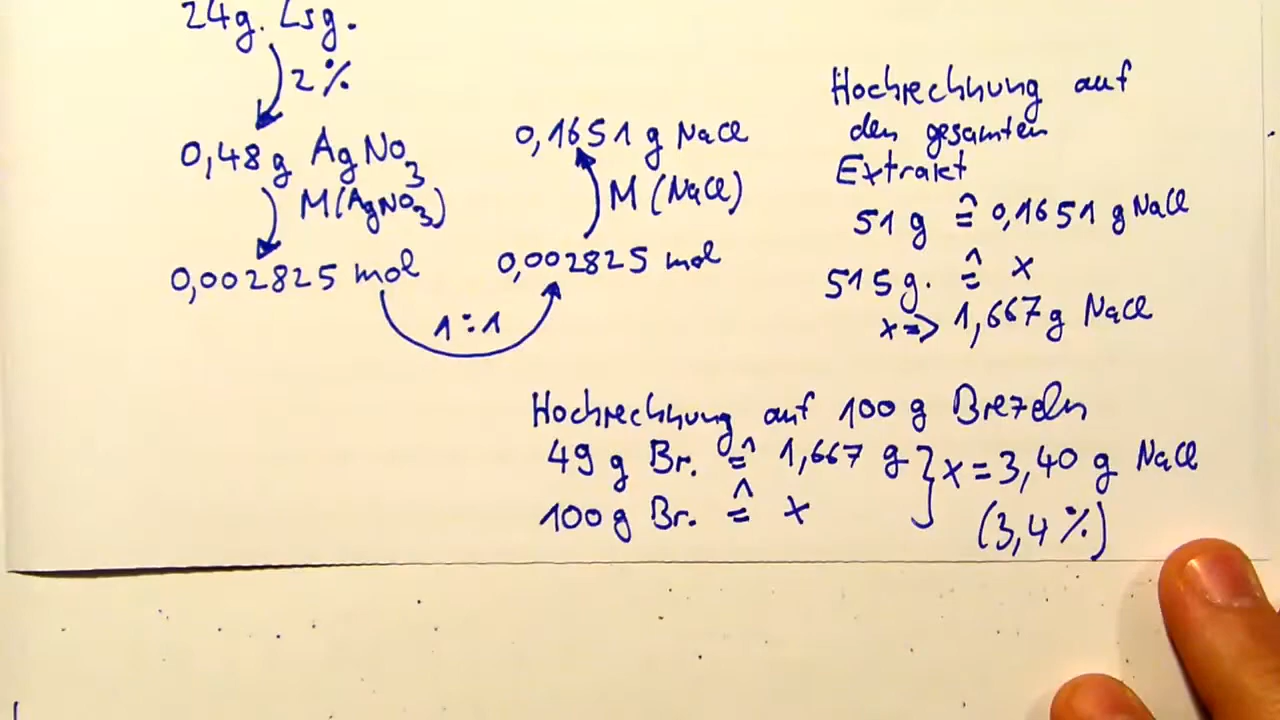 24g. Lsg.
2%
0,48g AgNO₃
M(AgNO₃)
0,002825 mol
1:1
0,002825 mol
M (NaCl)
0,1651 g NaCl
Hochrechnung auf
den gesamten
Extrakt
51 g ≙ 0,1651 g NaCl
515 g. ≙ x
x => 1,667 g NaCl
Hochrechnung auf 100 g Brezeln
49 g Br. ≙ 1,667 g } x = 3,40 g NaCl
100 g Br. ≙ x (3,4%)